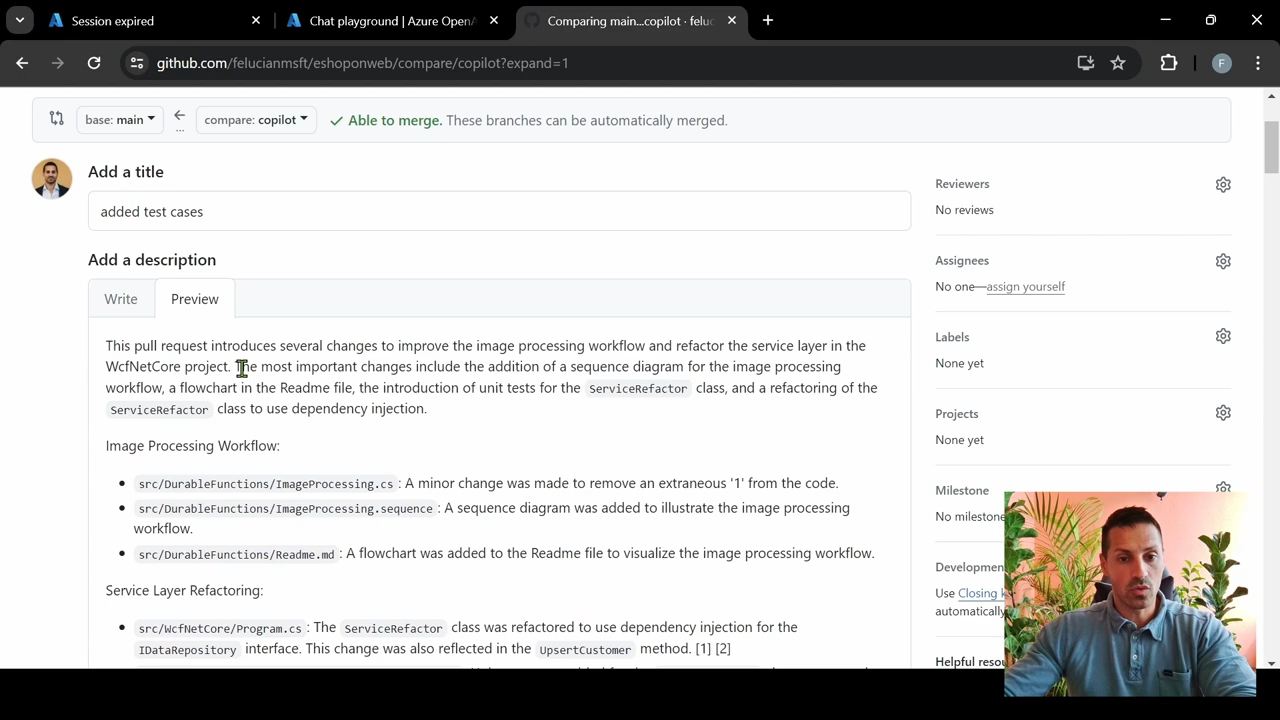 Session expired
Chat playground | Azure OpenA
Comparing main...copilot · feluc
github.com/felucianmsft/eshoponweb/compare/copilot?expand=1
F
base: main
...
compare: copilot
Able to merge. These branches can be automatically merged.
Add a title
added test cases
Add a description
Write
Preview
This pull request introduces several changes to improve the image processing workflow and refactor the service layer in the
WcfNetCore project. The most important changes include the addition of a sequence diagram for the image processing
workflow, a flowchart in the Readme file, the introduction of unit tests for the ServiceRefactor class, and a refactoring of the
ServiceRefactor class to use dependency injection.
Image Processing Workflow:
src/DurableFunctions/ImageProcessing.cs : A minor change was made to remove an extraneous '1' from the code.
src/DurableFunctions/ImageProcessing.sequence : A sequence diagram was added to illustrate the image processing
workflow.
src/DurableFunctions/Readme.md : A flowchart was added to the Readme file to visualize the image processing workflow.
Service Layer Refactoring:
src/WcfNetCore/Program.cs : The ServiceRefactor class was refactored to use dependency injection for the
IDataRepository interface. This change was also reflected in the UpsertCustomer method. [1] [2]
Reviewers
No reviews
Assignees
No one—assign yourself
Labels
None yet
Projects
None yet
Milestone
No milestone
Developmen
Use Closing k
automatically
Helpful resou